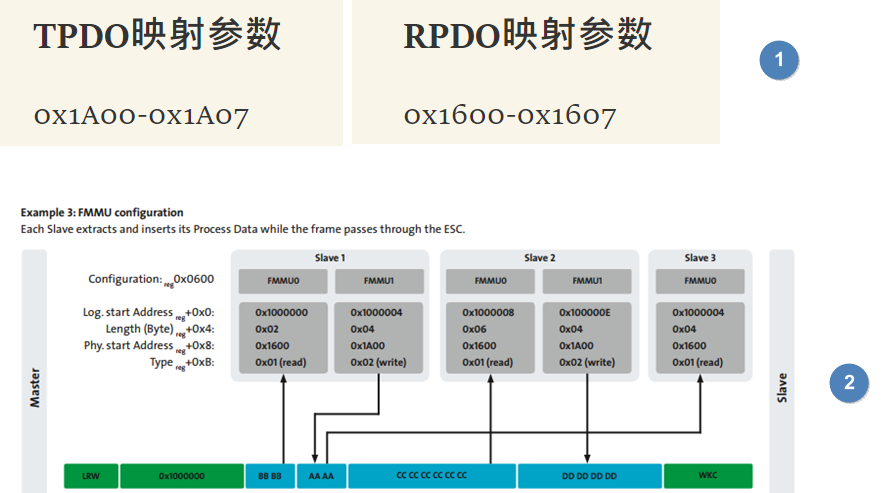 TPDO映射参数
RPDO映射参数
0x1A00-0x1A07
0x1600-0x1607
1
Example 3: FMMU configuration
Each Slave extracts and inserts its Process Data while the frame passes through the ESC.
Slave 1
Slave 2
Slave 3
Configuration: reg0x0600
FMMU0
FMMU1
FMMU0
FMMU1
FMMU0
Log. start Address reg+0x0:
0x1000000
0x1000004
0x1000008
0x100000E
0x1000004
Length (Byte) reg+0x4:
0x02
0x04
0x06
0x04
0x04
Phy. start Address reg+0x8:
0x1600
0x1A00
0x1600
0x1A00
0x1600
Type reg+0xB:
0x01 (read)
0x02 (write)
0x01 (read)
0x02 (write)
0x01 (read)
Master
Slave
2
LRW
0x1000000
BB BB
AA AA
CC CC CC CC CC CC
DD DD DD DD
WKC